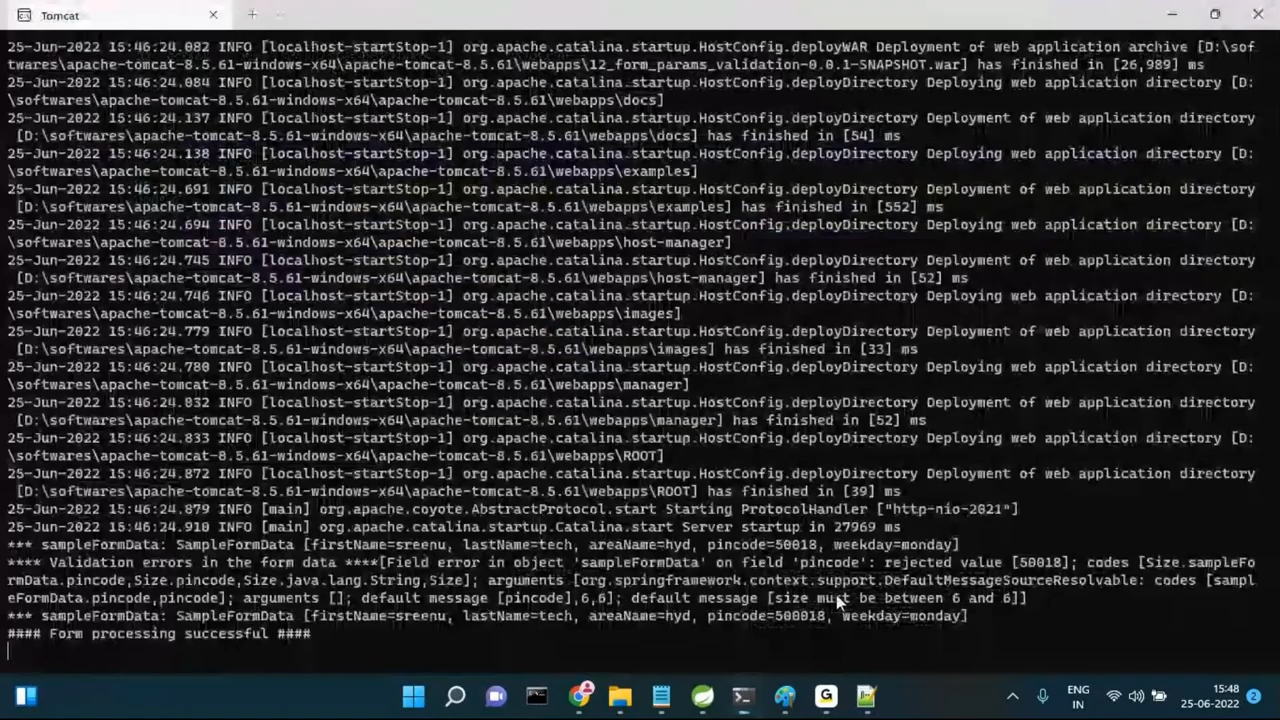 Tomcat
25-Jun-2022 15:46:24.082 INFO [localhost-startStop-1] org.apache.catalina.startup.HostConfig.deployWAR Deployment of web application archive [D:\sof
twares\apache-tomcat-8.5.61-windows-x64\apache-tomcat-8.5.61\webapps\12_form_params_validation-0.0.1-SNAPSHOT.war] has finished in [26,989] ms
25-Jun-2022 15:46:24.084 INFO [localhost-startStop-1] org.apache.catalina.startup.HostConfig.deployDirectory Deploying web application directory [D:
\softwares\apache-tomcat-8.5.61-windows-x64\apache-tomcat-8.5.61\webapps\docs]
25-Jun-2022 15:46:24.137 INFO [localhost-startStop-1] org.apache.catalina.startup.HostConfig.deployDirectory Deployment of web application directory
[D:\softwares\apache-tomcat-8.5.61-windows-x64\apache-tomcat-8.5.61\webapps\docs] has finished in [54] ms
25-Jun-2022 15:46:24.138 INFO [localhost-startStop-1] org.apache.catalina.startup.HostConfig.deployDirectory Deploying web application directory [D:
\softwares\apache-tomcat-8.5.61-windows-x64\apache-tomcat-8.5.61\webapps\examples]
25-Jun-2022 15:46:24.691 INFO [localhost-startStop-1] org.apache.catalina.startup.HostConfig.deployDirectory Deployment of web application directory
[D:\softwares\apache-tomcat-8.5.61-windows-x64\apache-tomcat-8.5.61\webapps\examples] has finished in [552] ms
25-Jun-2022 15:46:24.694 INFO [localhost-startStop-1] org.apache.catalina.startup.HostConfig.deployDirectory Deploying web application directory [D:
\softwares\apache-tomcat-8.5.61-windows-x64\apache-tomcat-8.5.61\webapps\host-manager]
25-Jun-2022 15:46:24.745 INFO [localhost-startStop-1] org.apache.catalina.startup.HostConfig.deployDirectory Deployment of web application directory
[D:\softwares\apache-tomcat-8.5.61-windows-x64\apache-tomcat-8.5.61\webapps\host-manager] has finished in [52] ms
25-Jun-2022 15:46:24.746 INFO [localhost-startStop-1] org.apache.catalina.startup.HostConfig.deployDirectory Deploying web application directory [D:
\softwares\apache-tomcat-8.5.61-windows-x64\apache-tomcat-8.5.61\webapps\images]
25-Jun-2022 15:46:24.779 INFO [localhost-startStop-1] org.apache.catalina.startup.HostConfig.deployDirectory Deployment of web application directory
[D:\softwares\apache-tomcat-8.5.61-windows-x64\apache-tomcat-8.5.61\webapps\images] has finished in [33] ms
25-Jun-2022 15:46:24.780 INFO [localhost-startStop-1] org.apache.catalina.startup.HostConfig.deployDirectory Deploying web application directory [D:
\softwares\apache-tomcat-8.5.61-windows-x64\apache-tomcat-8.5.61\webapps\manager]
25-Jun-2022 15:46:24.832 INFO [localhost-startStop-1] org.apache.catalina.startup.HostConfig.deployDirectory Deployment of web application directory
[D:\softwares\apache-tomcat-8.5.61-windows-x64\apache-tomcat-8.5.61\webapps\manager] has finished in [52] ms
25-Jun-2022 15:46:24.833 INFO [localhost-startStop-1] org.apache.catalina.startup.HostConfig.deployDirectory Deploying web application directory [D:
\softwares\apache-tomcat-8.5.61-windows-x64\apache-tomcat-8.5.61\webapps\ROOT]
25-Jun-2022 15:46:24.872 INFO [localhost-startStop-1] org.apache.catalina.startup.HostConfig.deployDirectory Deployment of web application directory
[D:\softwares\apache-tomcat-8.5.61-windows-x64\apache-tomcat-8.5.61\webapps\ROOT] has finished in [39] ms
25-Jun-2022 15:46:24.879 INFO [main] org.apache.coyote.AbstractProtocol.start Starting ProtocolHandler ["http-nio-2021"]
25-Jun-2022 15:46:24.910 INFO [main] org.apache.catalina.startup.Catalina.start Server startup in 27969 ms
*** sampleFormData: SampleFormData [firstName=sreenu, lastName=tech, areaName=hyd, pincode=50018, weekday=monday]
**** Validation errors in the form data ****[Field error in object 'sampleFormData' on field 'pincode': rejected value [50018]; codes [Size.sampleFo
rmData.pincode,Size.pincode,Size.java.lang.String,Size]; arguments [org.springframework.context.support.DefaultMessageSourceResolvable: codes [sampl
eFormData.pincode,pincode]; arguments []; default message [pincode],6,6]; default message [size must be between 6 and 6]]
*** sampleFormData: SampleFormData [firstName=sreenu, lastName=tech, areaName=hyd, pincode=500018, weekday=monday]
#### Form processing successful ####
ENG
IN
15:48
25-06-2022
2